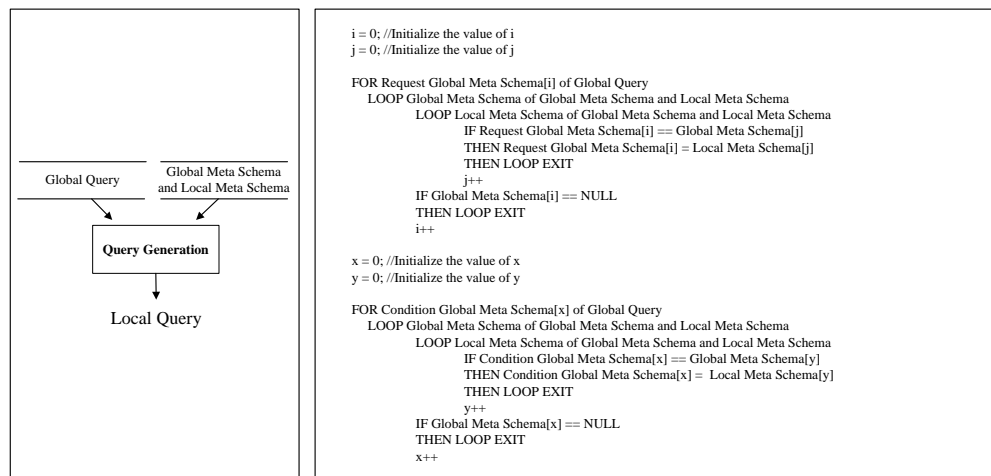 Global Query
Global Meta Schema
and Local Meta Schema
Query Generation
Local Query
i = 0; //Initialize the value of i
j = 0; //Initialize the value of j
FOR Request Global Meta Schema[i] of Global Query
LOOP Global Meta Schema of Global Meta Schema and Local Meta Schema
LOOP Local Meta Schema of Global Meta Schema and Local Meta Schema
IF Request Global Meta Schema[i] == Global Meta Schema[j]
THEN Request Global Meta Schema[i] = Local Meta Schema[j]
THEN LOOP EXIT
j++
IF Global Meta Schema[i] == NULL
THEN LOOP EXIT
i++
x = 0; //Initialize the value of x
y = 0; //Initialize the value of y
FOR Condition Global Meta Schema[x] of Global Query
LOOP Global Meta Schema of Global Meta Schema and Local Meta Schema
LOOP Local Meta Schema of Global Meta Schema and Local Meta Schema
IF Condition Global Meta Schema[x] == Global Meta Schema[y]
THEN Condition Global Meta Schema[x] = Local Meta Schema[y]
THEN LOOP EXIT
y++
IF Global Meta Schema[x] == NULL
THEN LOOP EXIT
x++